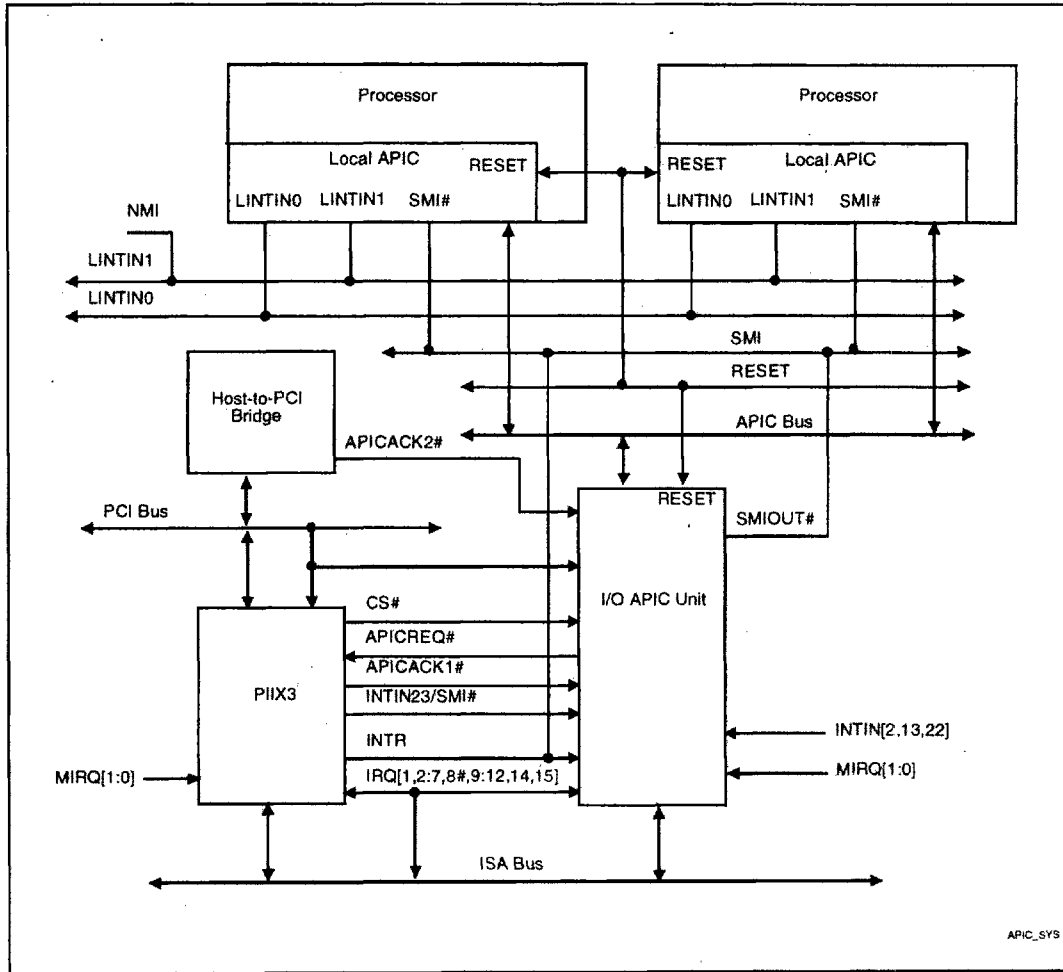 Processor
Processor
Local APIC
RESET
LINTIN0 LINTIN1 SMI#
RESET
Local APIC
LINTIN0 LINTIN1 SMI#
NMI
LINTIN1
LINTIN0
SMI
RESET
APIC Bus
Host-to-PCI
Bridge
APICACK2#
PCI Bus
RESET
SMIOUT#
I/O APIC Unit
PIIX3
CS#
APICREQ#
APICACK1#
INTIN23/SMI#
INTR
IRQ[1,2:7,8#,9:12,14,15]
MIRQ[1:0]
INTIN[2,13,22]
MIRQ[1:0]
ISA Bus
APIC_SYS